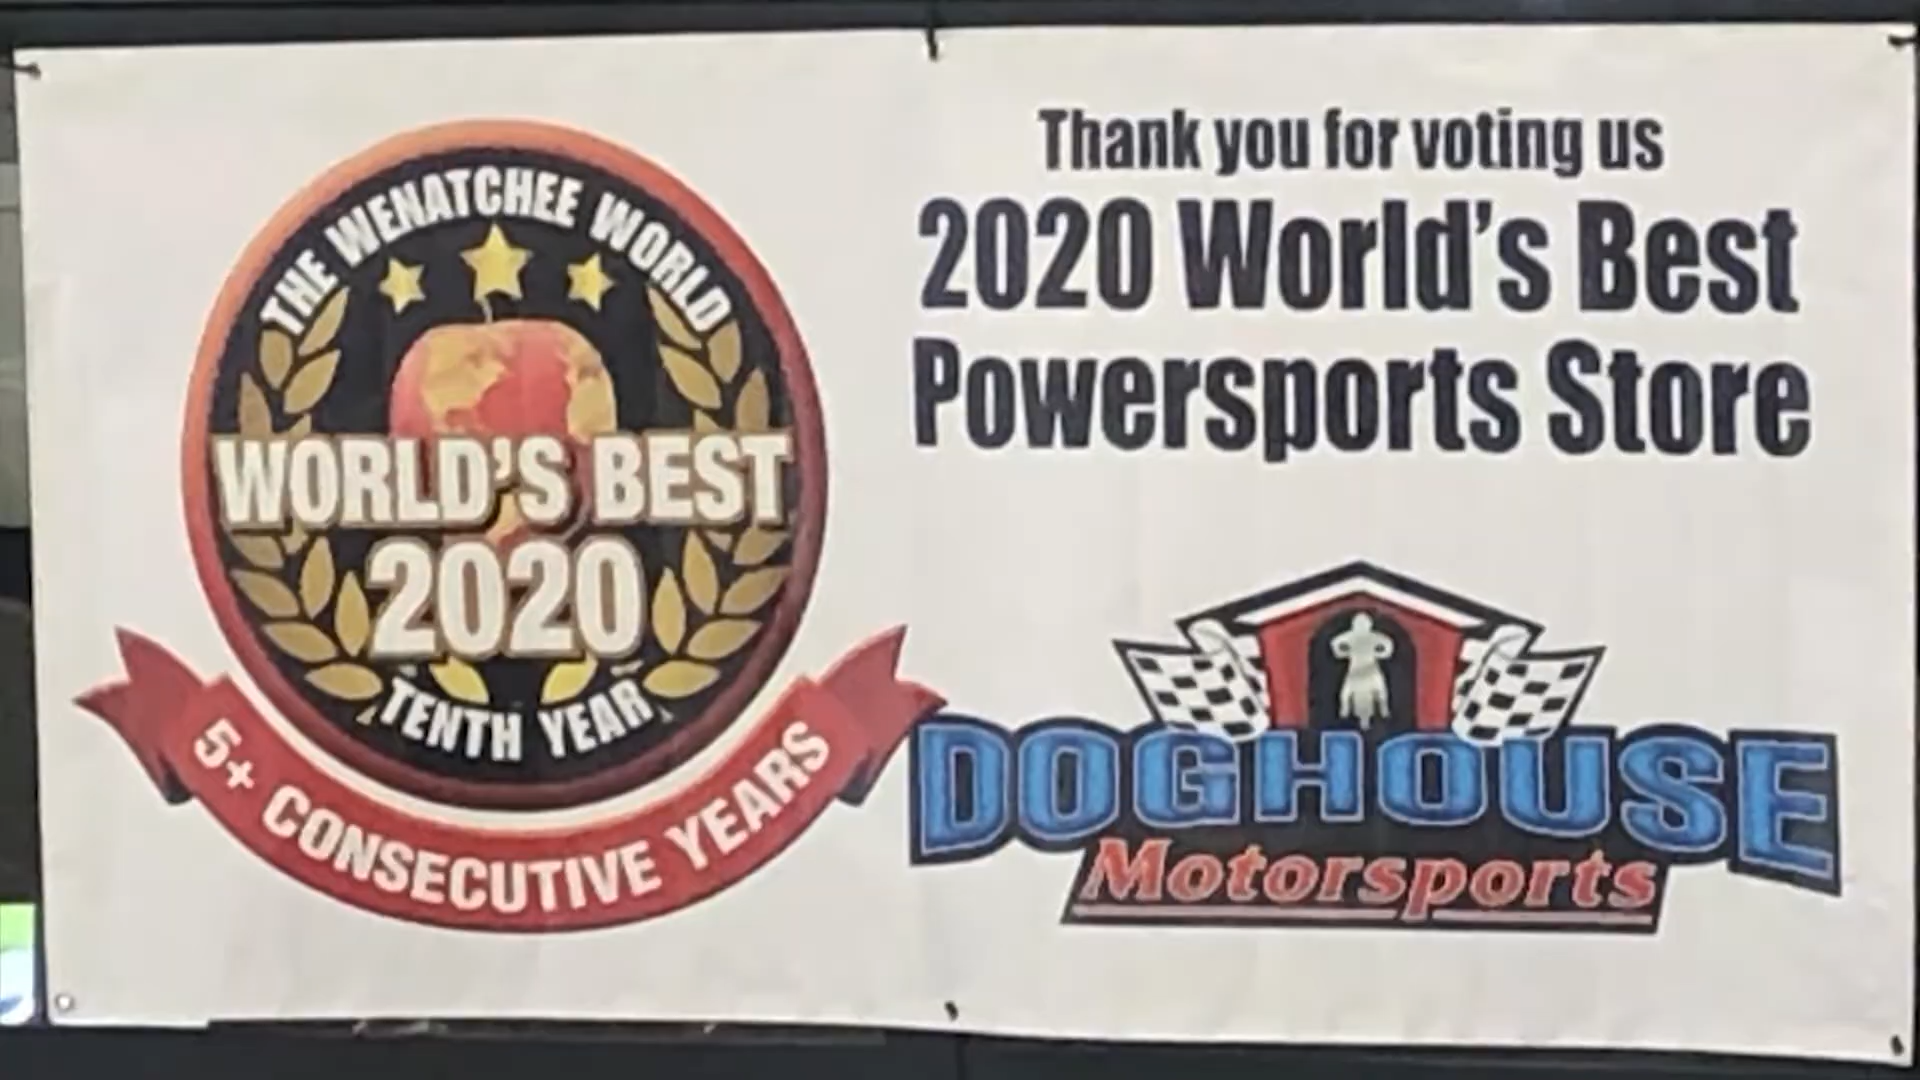 THE WENATCHEE WORLD
WORLD'S BEST
2020
TENTH YEAR
5+ CONSECUTIVE YEARS
Thank you for voting us
2020 World's Best
Powersports Store
DOGHOUSE
Motorsports